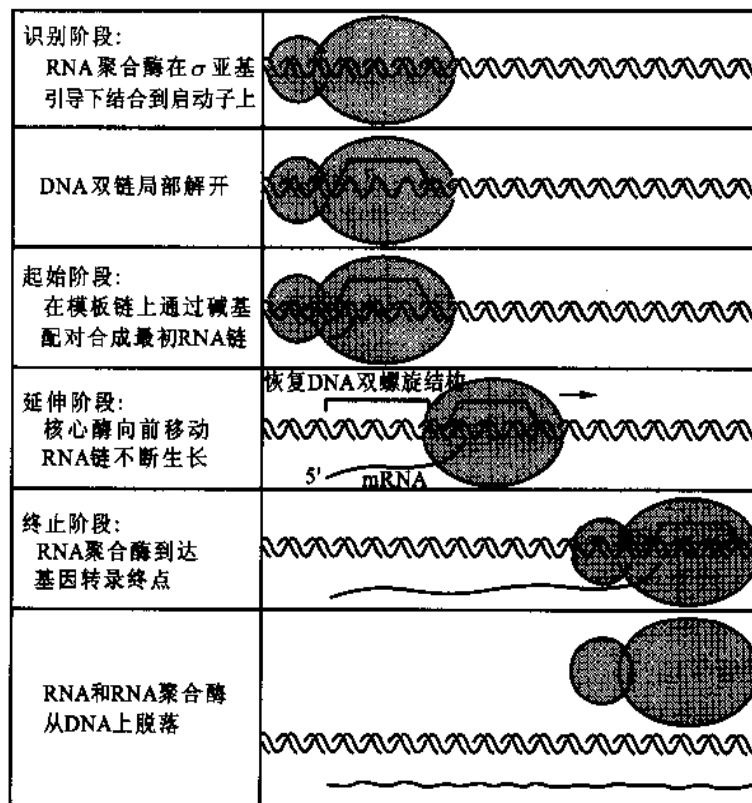 识别阶段:
RNA聚合酶在σ亚基
引导下结合到启动子上
DNA双链局部解开
起始阶段:
在模板链上通过碱基
配对合成最初RNA链
延伸阶段:
核心酶向前移动
RNA链不断生长
恢复DNA双螺旋结构
5'
mRNA
终止阶段:
RNA聚合酶到达
基因转录终点
RNA和RNA聚合酶
从DNA上脱落